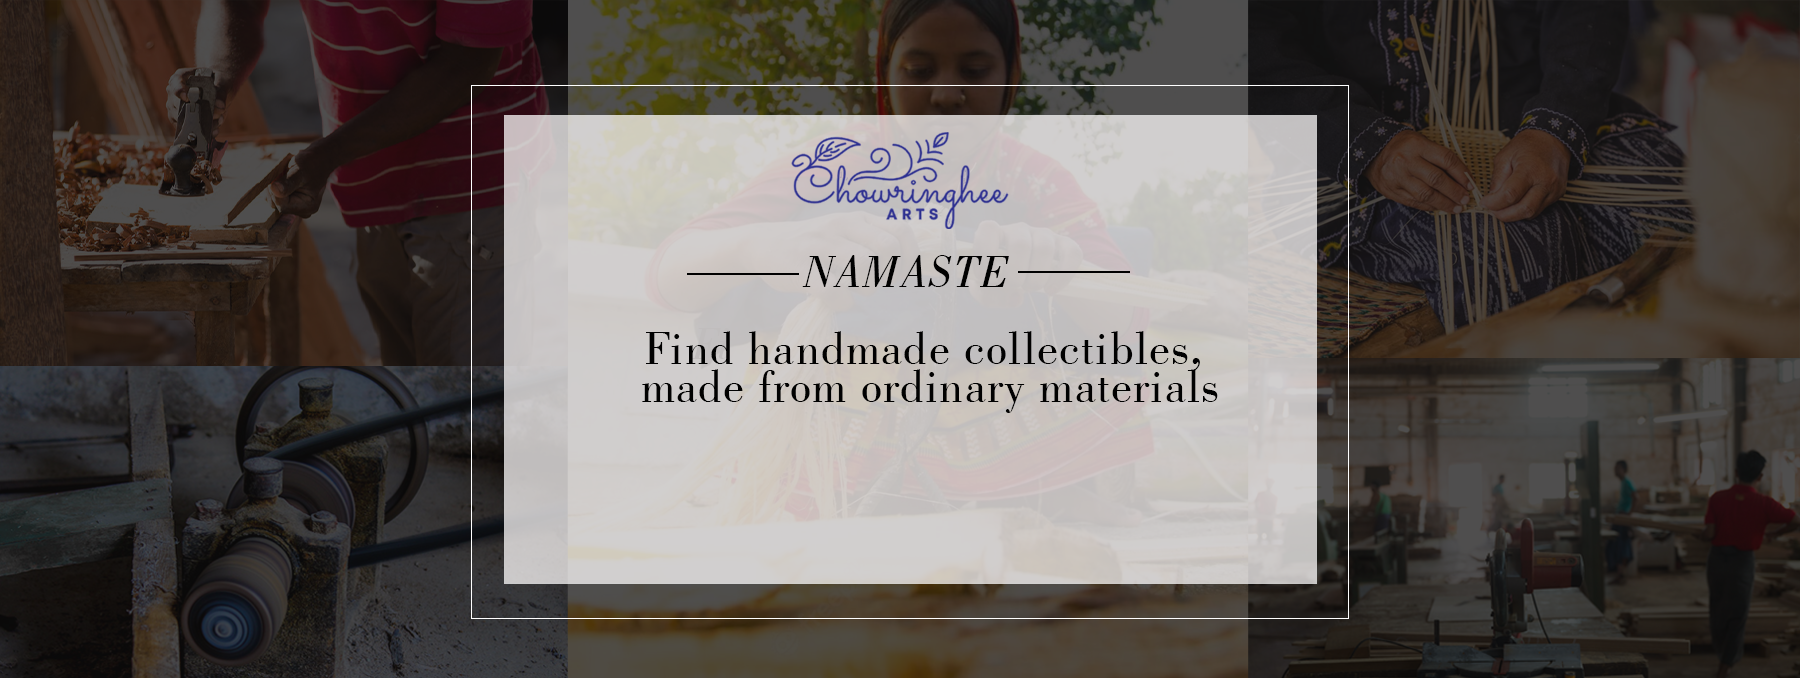 Chowringhee
ARTS
NAMASTE
Find handmade collectibles,
made from ordinary materials